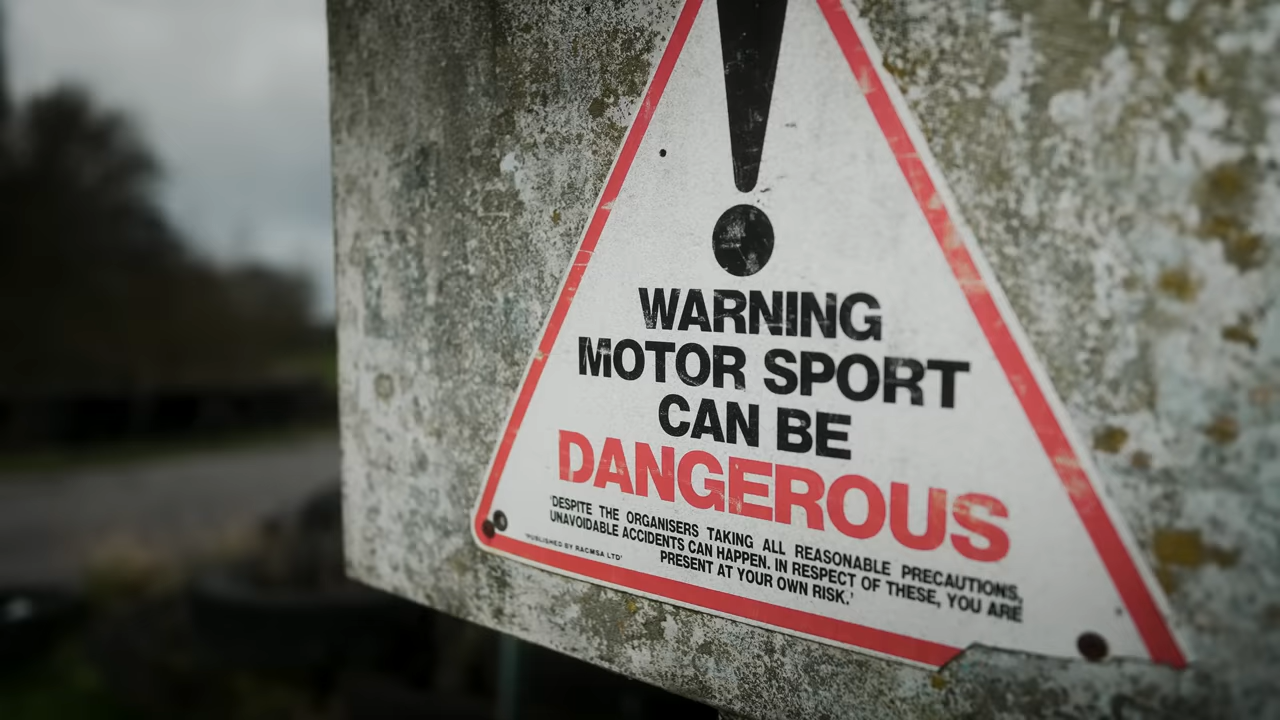 WARNING
MOTOR SPORT
CAN BE
DANGEROUS
'DESPITE THE ORGANISERS TAKING ALL REASONABLE PRECAUTIONS,
UNAVOIDABLE ACCIDENTS CAN HAPPEN. IN RESPECT OF THESE, YOU ARE
PRESENT AT YOUR OWN RISK.'
'PUBLISHED BY RACMSA LTD'